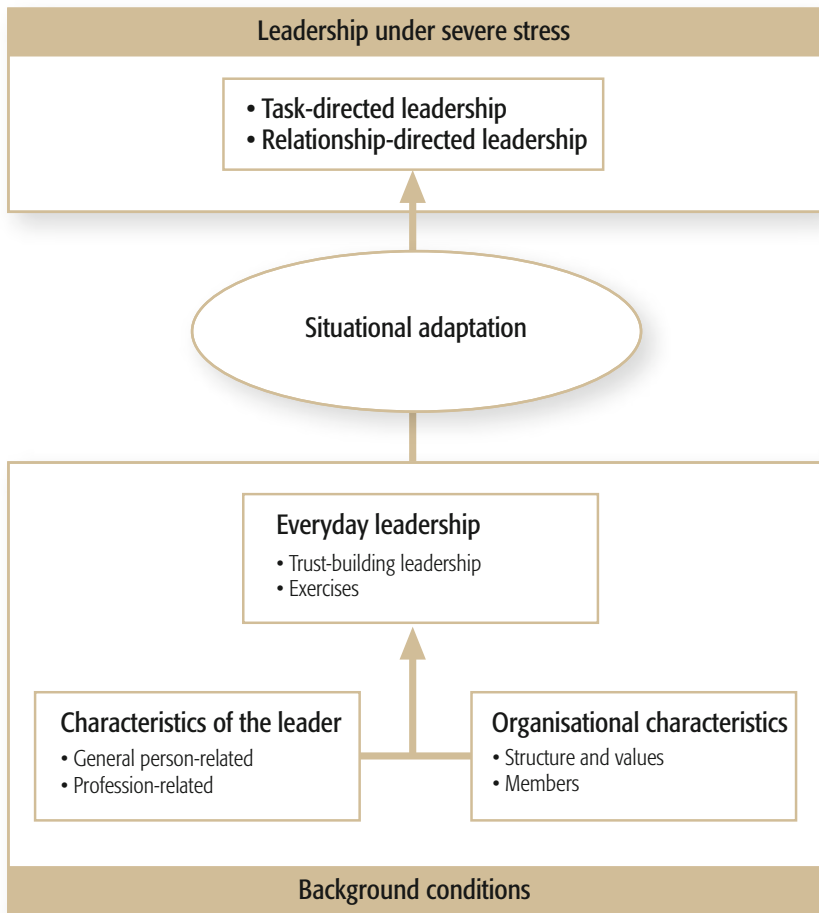 Leadership under severe stress
• Task-directed leadership
• Relationship-directed leadership
Situational adaptation
Everyday leadership
• Trust-building leadership
• Exercises
Characteristics of the leader
• General person-related
• Profession-related
Organisational characteristics
• Structure and values
• Members
Background conditions